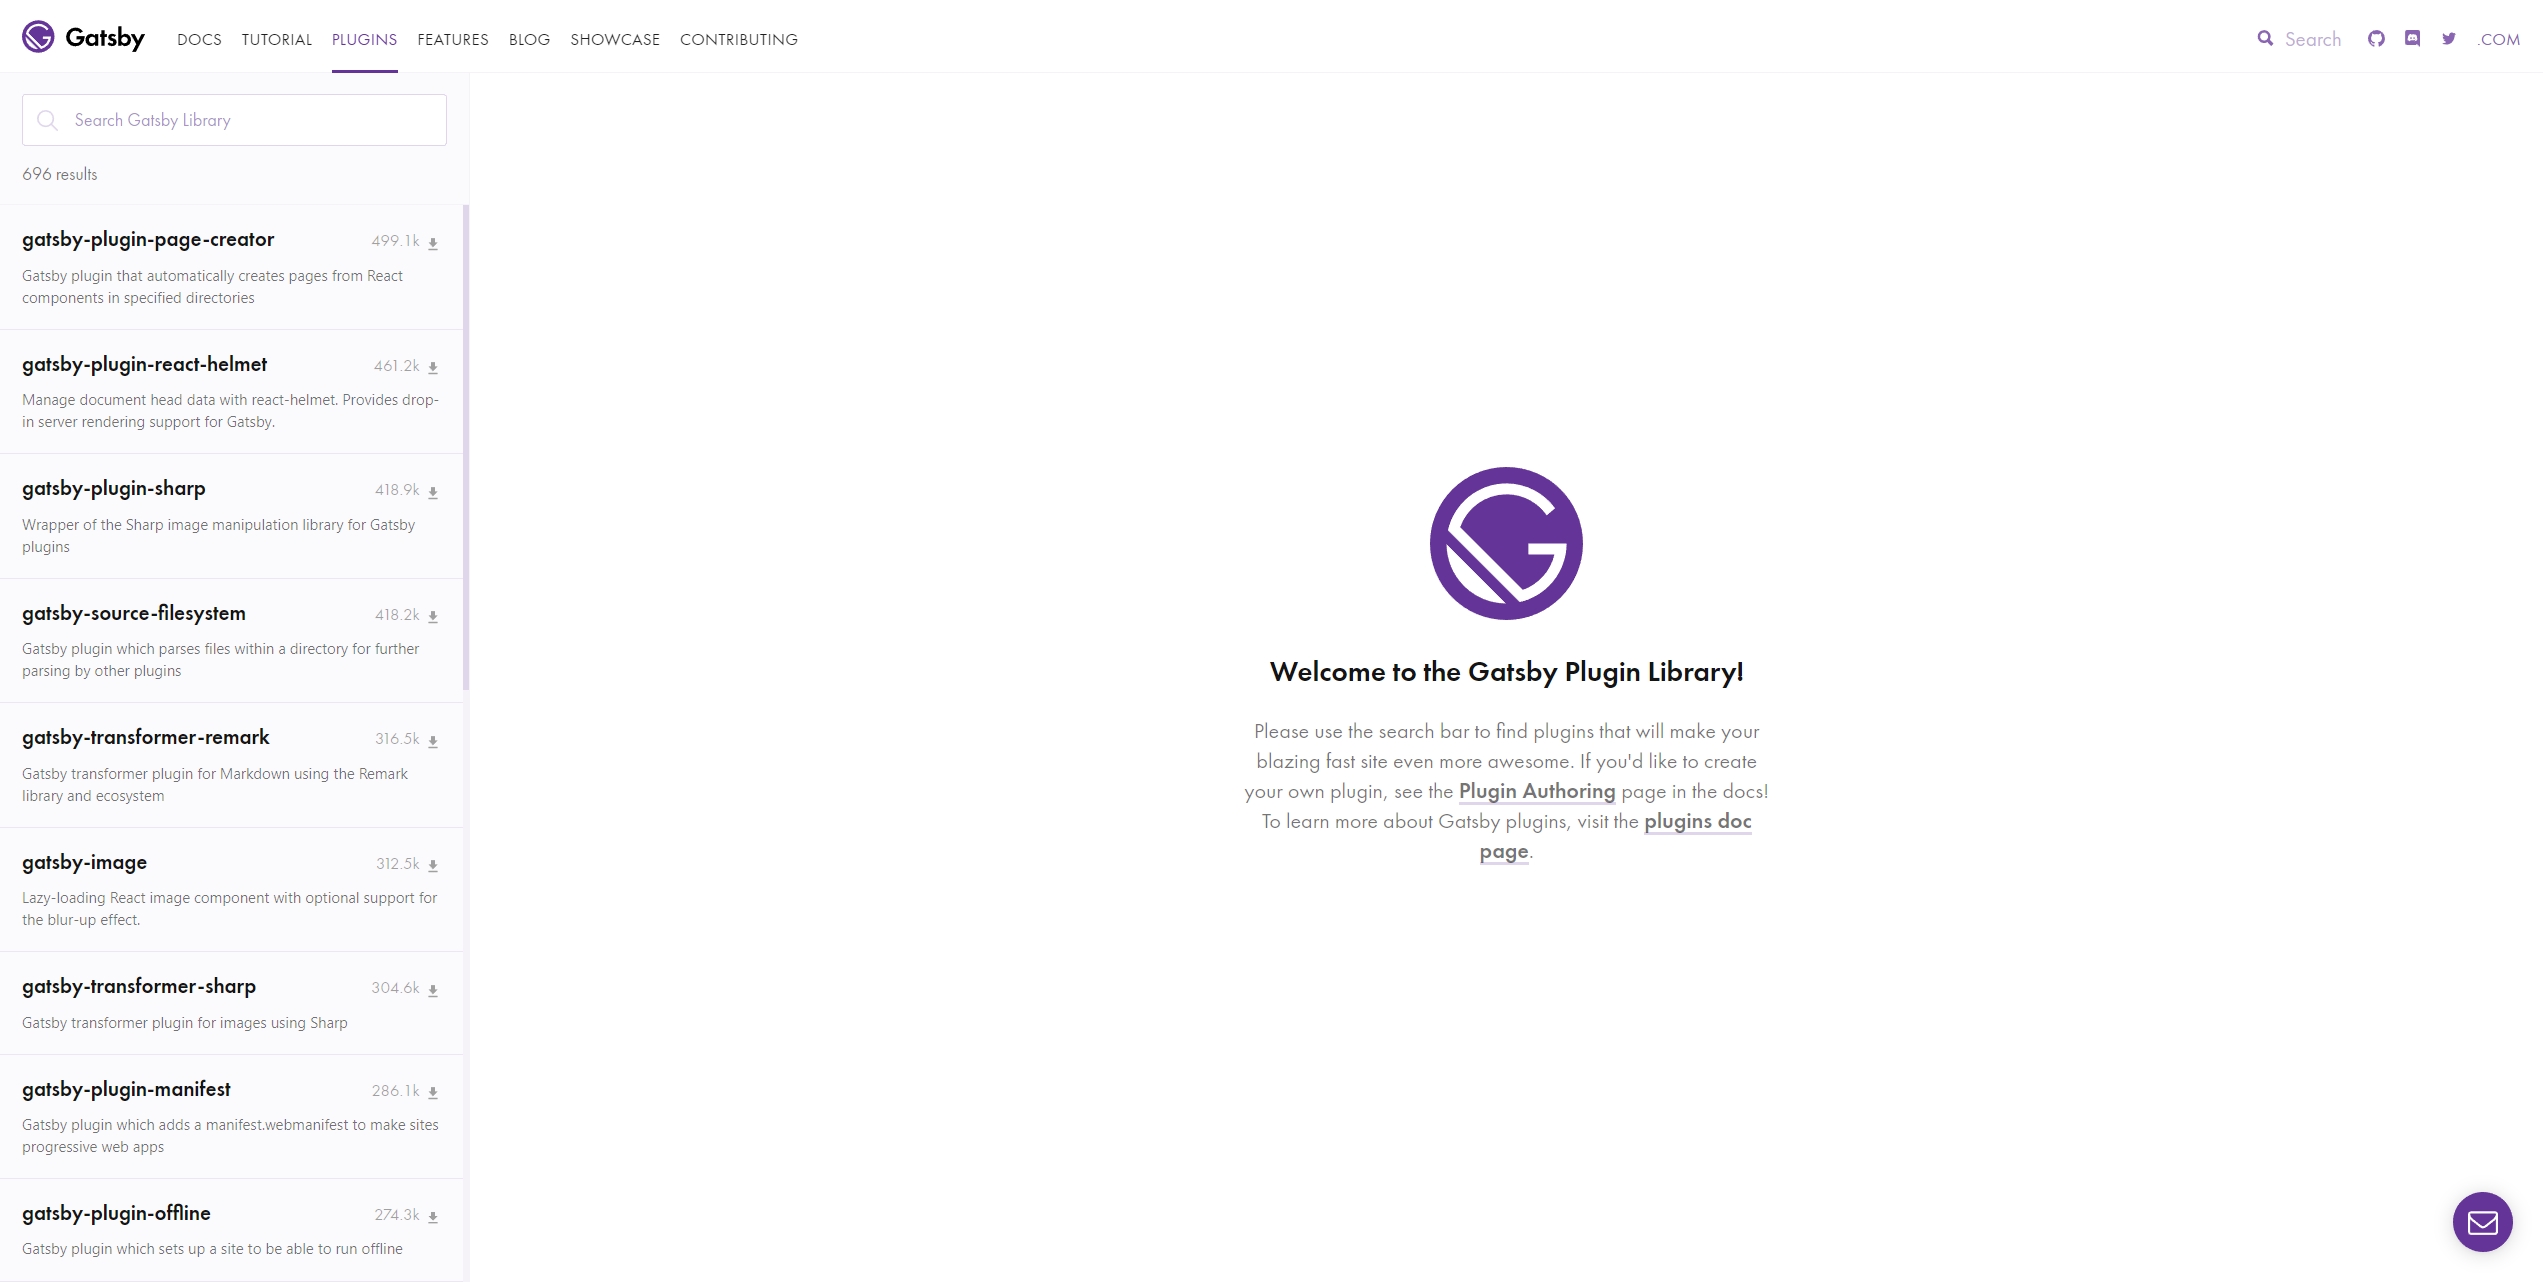 Gatsby DOCS TUTORIAL PLUGINS FEATURES BLOG SHOWCASE CONTRIBUTING Search .COM
Search Gatsby Library
696 results
gatsby-plugin-page-creator 499.1k
Gatsby plugin that automatically creates pages from React
components in specified directories
gatsby-plugin-react-helmet 461.2k
Manage document head data with react-helmet. Provides drop-
in server rendering support for Gatsby.
gatsby-plugin-sharp 418.9k
Wrapper of the Sharp image manipulation library for Gatsby
plugins
gatsby-source-filesystem 418.2k
Gatsby plugin which parses files within a directory for further
parsing by other plugins
gatsby-transformer-remark 316.5k
Gatsby transformer plugin for Markdown using the Remark
library and ecosystem
gatsby-image 312.5k
Lazy-loading React image component with optional support for
the blur-up effect.
gatsby-transformer-sharp 304.6k
Gatsby transformer plugin for images using Sharp
gatsby-plugin-manifest 286.1k
Gatsby plugin which adds a manifest.webmanifest to make sites
progressive web apps
gatsby-plugin-offline 274.3k
Gatsby plugin which sets up a site to be able to run offline
Welcome to the Gatsby Plugin Library!
Please use the search bar to find plugins that will make your
blazing fast site even more awesome. If you'd like to create
your own plugin, see the Plugin Authoring page in the docs!
To learn more about Gatsby plugins, visit the plugins doc
page.